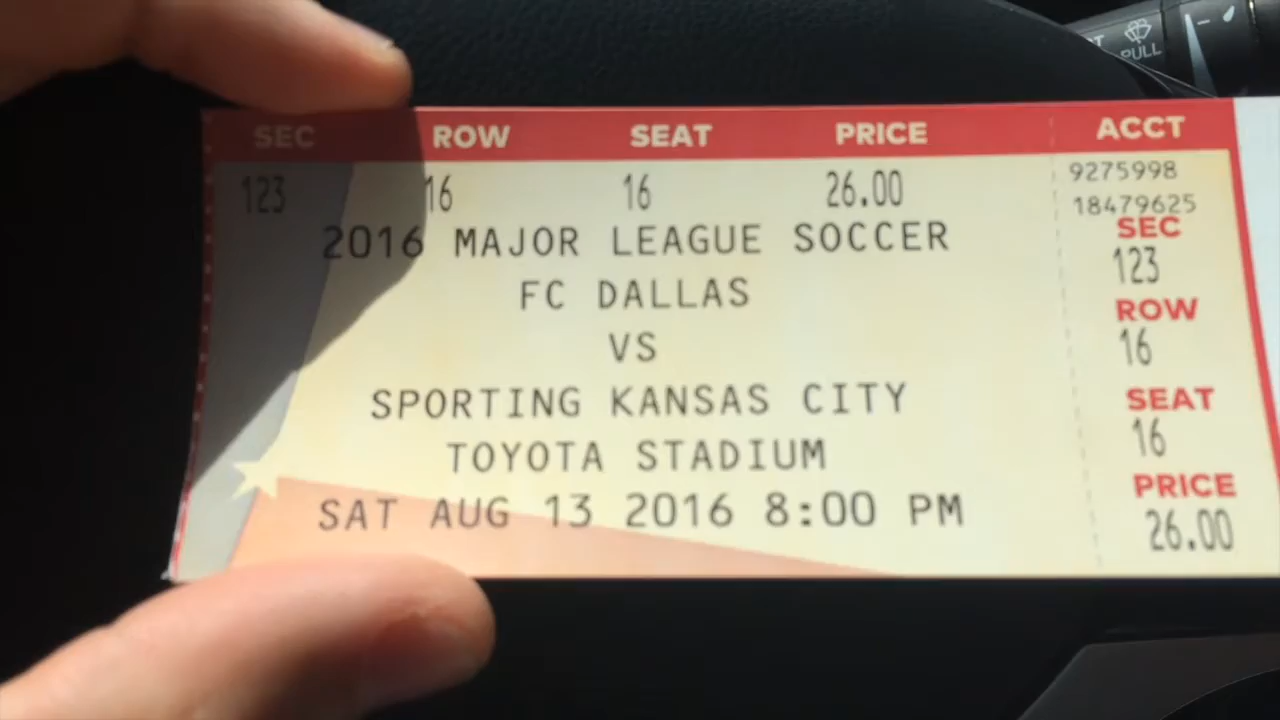 PULL
SEC ROW SEAT PRICE ACCT
123 16 16 26.00 9275998
18479625
2016 MAJOR LEAGUE SOCCER
FC DALLAS
VS
SPORTING KANSAS CITY
TOYOTA STADIUM
SAT AUG 13 2016 8:00 PM
SEC
123
ROW
16
SEAT
16
PRICE
26.00